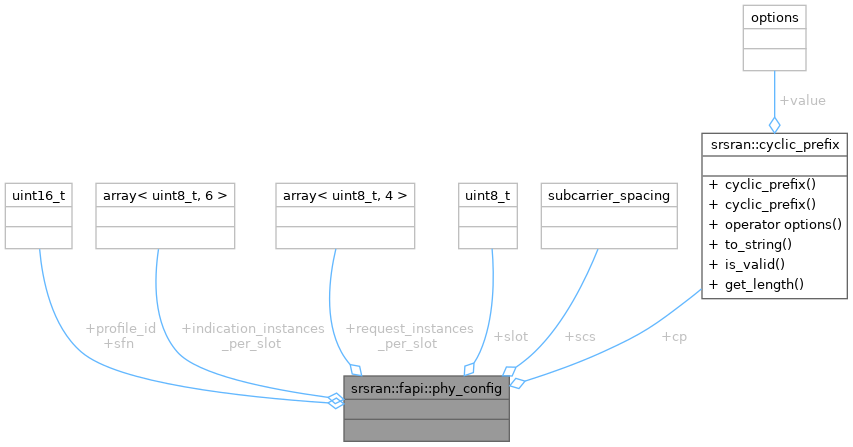 options
+value
srsran::cyclic_prefix
+ cyclic_prefix()
+ cyclic_prefix()
+ operator options()
+ to_string()
+ is_valid()
+ get_length()
uint16_t
array< uint8_t, 6 >
array< uint8_t, 4 >
uint8_t
subcarrier_spacing
+profile_id
+sfn
+indication_instances
_per_slot
+request_instances
_per_slot
+slot
+scs
+cp
srsran::fapi::phy_config